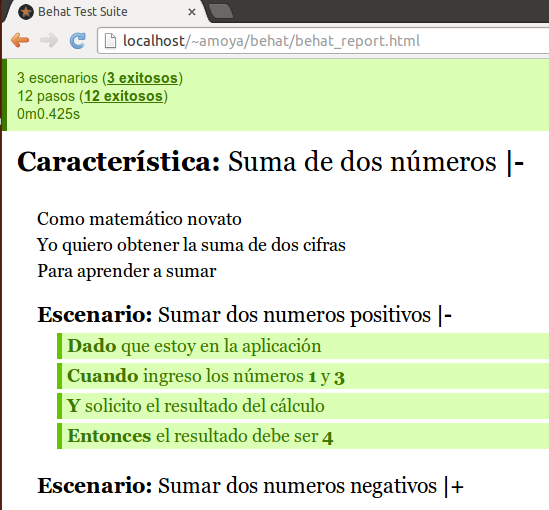 Behat Test Suite
localhost/~amoya/behat/behat_report.html
3 escenarios (3 exitosos)
12 pasos (12 exitosos)
0m0.425s
Característica: Suma de dos números |-
Como matemático novato
Yo quiero obtener la suma de dos cifras
Para aprender a sumar
Escenario: Sumar dos numeros positivos |-
Dado que estoy en la aplicación
Cuando ingreso los números 1 y 3
Y solicito el resultado del cálculo
Entonces el resultado debe ser 4
Escenario: Sumar dos numeros negativos |+